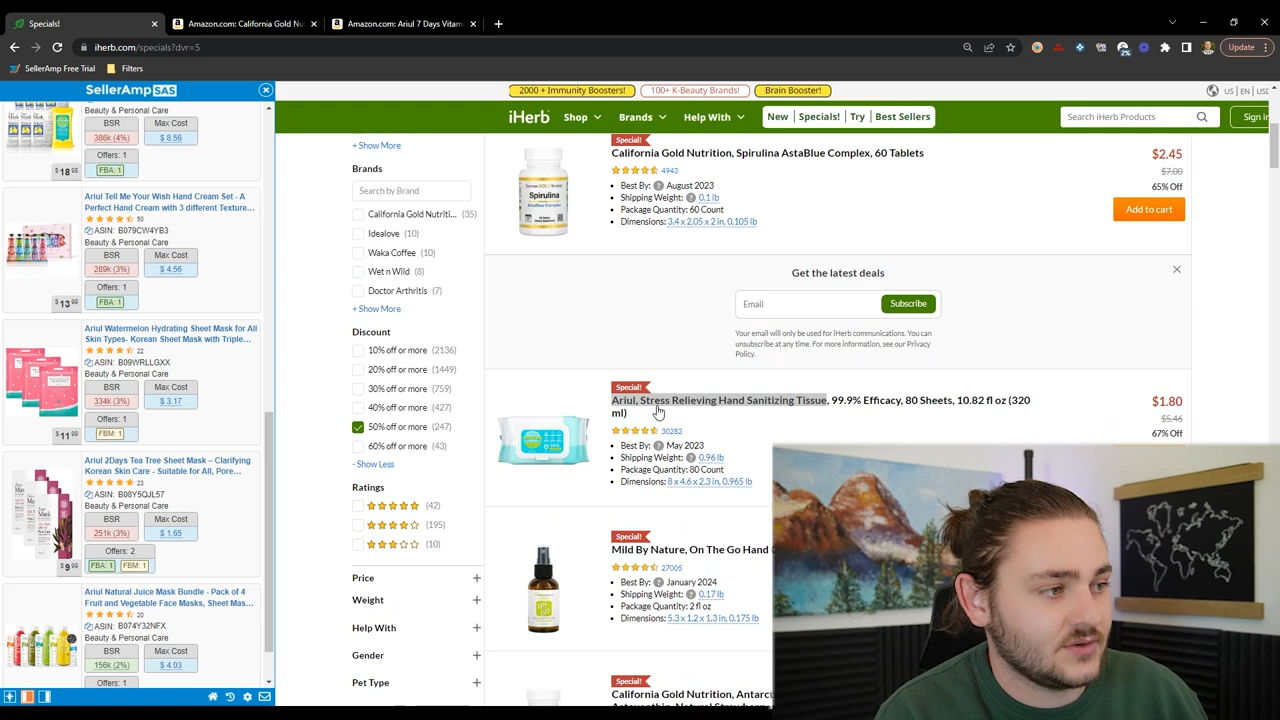 Specials!
Amazon.com: California Gold Nu
Amazon.com: Ariul 7 Days Vitam
iherb.com/specials?dvr=5
Update
SellerAmp Free Trial
Filters
SellerAmp SAS
Beauty & Personal Care
BSR
Max Cost
386k (4%)
$ 8.56
Offers: 1
FBA: 1
Ariul Tell Me Your Wish Hand Cream Set - A
Perfect Hand Cream with 3 different Texture...
50
ASIN: B079CW4YB3
Beauty & Personal Care
BSR
Max Cost
289k (3%)
$ 4.56
Offers: 1
$ 13 99
FBA: 1
Ariul Watermelon Hydrating Sheet Mask for All
Skin Types- Korean Sheet Mask with Triple...
22
ASIN: B09WRLLGXX
Beauty & Personal Care
BSR
Max Cost
334k (3%)
$ 3.17
Offers: 1
$ 11 99
FBM: 1
Ariul 2Days Tea Tree Sheet Mask – Clarifying
Korean Skin Care - Suitable for All, Pore...
23
ASIN: B08Y5QJL57
Beauty & Personal Care
BSR
Max Cost
251k (3%)
$ 1.65
Offers: 2
$ 9 99
FBA: 1
FBM: 1
Ariul Natural Juice Mask Bundle - Pack of 4
Fruit and Vegetable Face Masks, Sheet Mas...
20
ASIN: B074Y32NFX
Beauty & Personal Care
BSR
Max Cost
156k (2%)
$ 4.03
Offers: 1
2000 + Immunity Boosters!
100+ K-Beauty Brands!
Brain Booster!
US | EN | USD
iHerb
Shop
Brands
Help With
New
Specials!
Try
Best Sellers
Search iHerb Products
Sign in
+ Show More
Brands
Search by Brand
California Gold Nutriti... (35)
Idealove (10)
Waka Coffee (10)
Wet n Wild (8)
Doctor Arthritis (7)
+ Show More
Discount
10% off or more (2136)
20% off or more (1449)
30% off or more (759)
40% off or more (427)
50% off or more (247)
60% off or more (43)
- Show Less
Ratings
(42)
(195)
(10)
Price
Weight
Help With
Gender
Pet Type
Special!
California Gold Nutrition, Spirulina AstaBlue Complex, 60 Tablets
4943
Best By: August 2023
Shipping Weight: 0.1 lb
Package Quantity: 60 Count
Dimensions: 3.4 x 2.05 x 2 in, 0.105 lb
$2.45
$7.00
65% Off
Add to cart
Get the latest deals
Email
Subscribe
Your email will only be used for iHerb communications. You can
unsubscribe at any time. For more information, see our Privacy
Policy.
Special!
Ariul, Stress Relieving Hand Sanitizing Tissue, 99.9% Efficacy, 80 Sheets, 10.82 fl oz (320
ml)
30282
Best By: May 2023
Shipping Weight: 0.96 lb
Package Quantity: 80 Count
Dimensions: 8 x 4.6 x 2.3 in, 0.965 lb
$1.80
$5.46
67% Off
Special!
Mild By Nature, On The Go Hand
27005
Best By: January 2024
Shipping Weight: 0.17 lb
Package Quantity: 2 fl oz
Dimensions: 5.3 x 1.2 x 1.3 in, 0.175 lb
Special!
California Gold Nutrition, Antarc